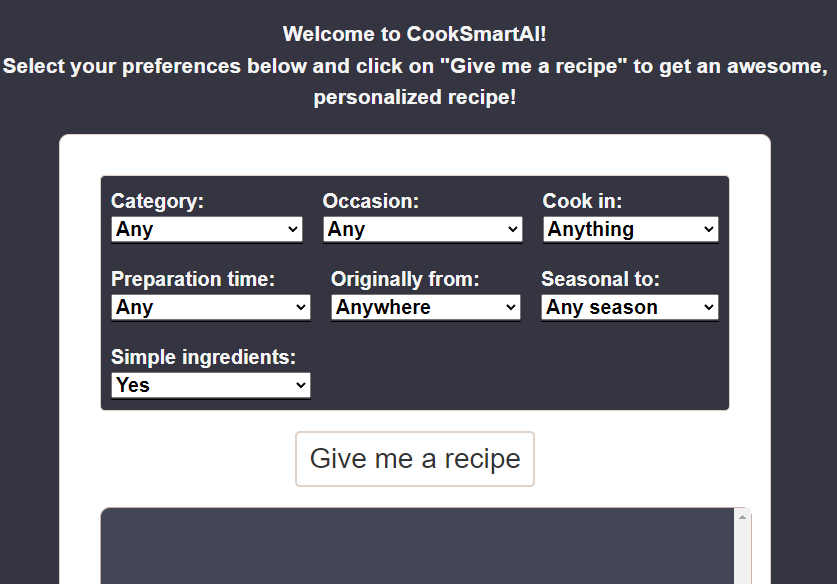 Welcome to CookSmartAI!
Select your preferences below and click on "Give me a recipe" to get an awesome,
personalized recipe!
Category: Occasion: Cook in:
Any Any Anything
Preparation time: Originally from: Seasonal to:
Any Anywhere Any season
Simple ingredients:
Yes
Give me a recipe